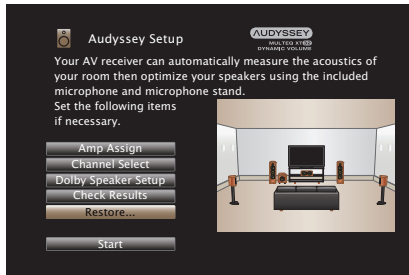 Audyssey Setup
AUDYSSEY
MULTEQ XT32
DYNAMIC VOLUME
Your AV receiver can automatically measure the acoustics of
your room then optimize your speakers using the included
microphone and microphone stand.
Set the following items
if necessary.
Amp Assign
Channel Select
Dolby Speaker Setup
Check Results
Restore...
Start